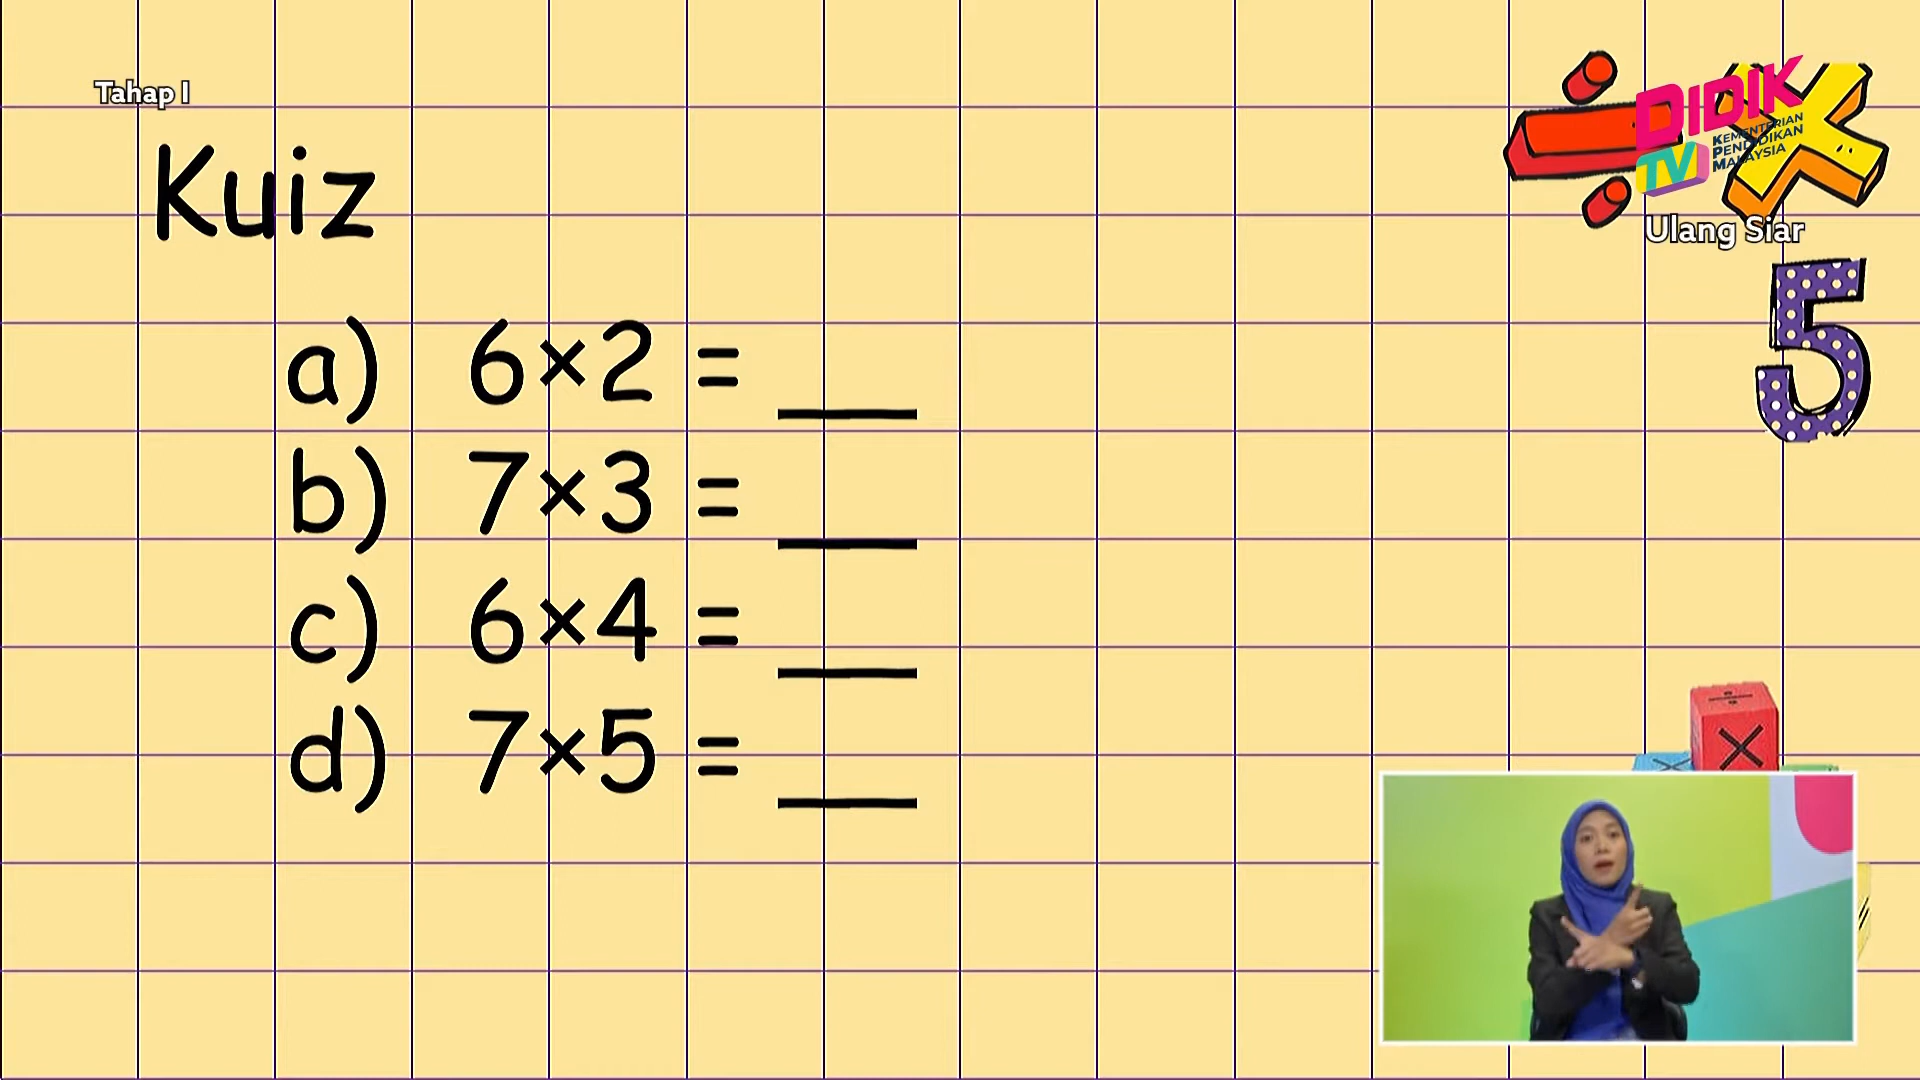 Tahap 1
DIDIK
TV
KEMENTERIAN
PENDIDIKAN
MALAYSIA
Ulang Siar
Kuiz
5
a) 6×2 = ___
b) 7×3 = ___
c) 6×4 = ___
d) 7×5 = ___